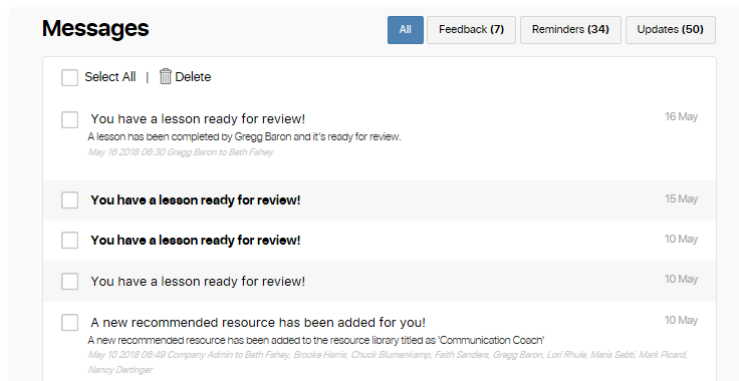 Messages
All
Feedback (7)
Reminders (34)
Updates (50)
Select All | Delete
You have a lesson ready for review!
16 May
A lesson has been completed by Gregg Baron and it's ready for review.
May 16 2018 06:30 Gregg Baron to Beth Fahey
You have a lesson ready for review!
15 May
You have a lesson ready for review!
10 May
You have a lesson ready for review!
10 May
A new recommended resource has been added for you!
10 May
A new recommended resource has been added to the resource library titled as 'Communication Coach'
May 10 2018 06:49 Company Admin to Beth Fahey, Brooke Harris, Chuck Blumenkamp, Faith Sanders, Gregg Baron, Lori Rhule, Maria Sebti, Mark Picard,
Nancy Dertinger